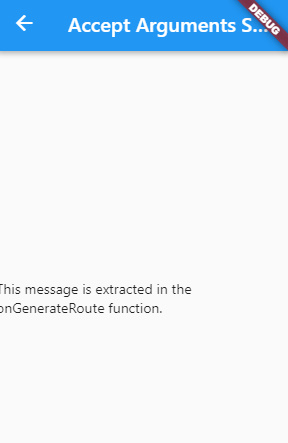 Accept Arguments S...
DEBUG
This message is extracted in the
onGenerateRoute function.